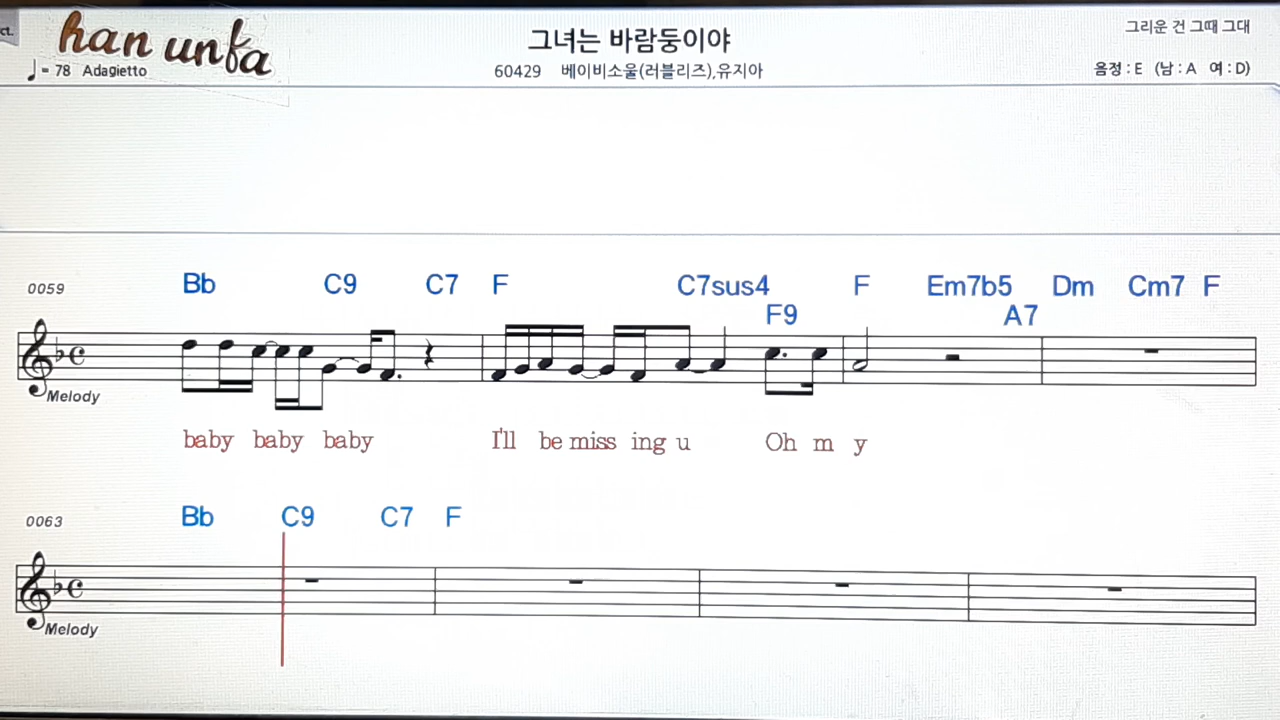 ct.
han unfa
그녀는 바람둥이야
그리운 건 그때 그대
♩= 78 Adagietto
60429 베이비소울(러블리즈),유지아
음정 : E (남 : A 여 : D)
0059 Bb C9 C7 F C7sus4 F Em7b5 Dm Cm7 F
F9 A7
Melody
baby baby baby I'll be miss ing u Oh m y
0063 Bb C9 C7 F
Melody